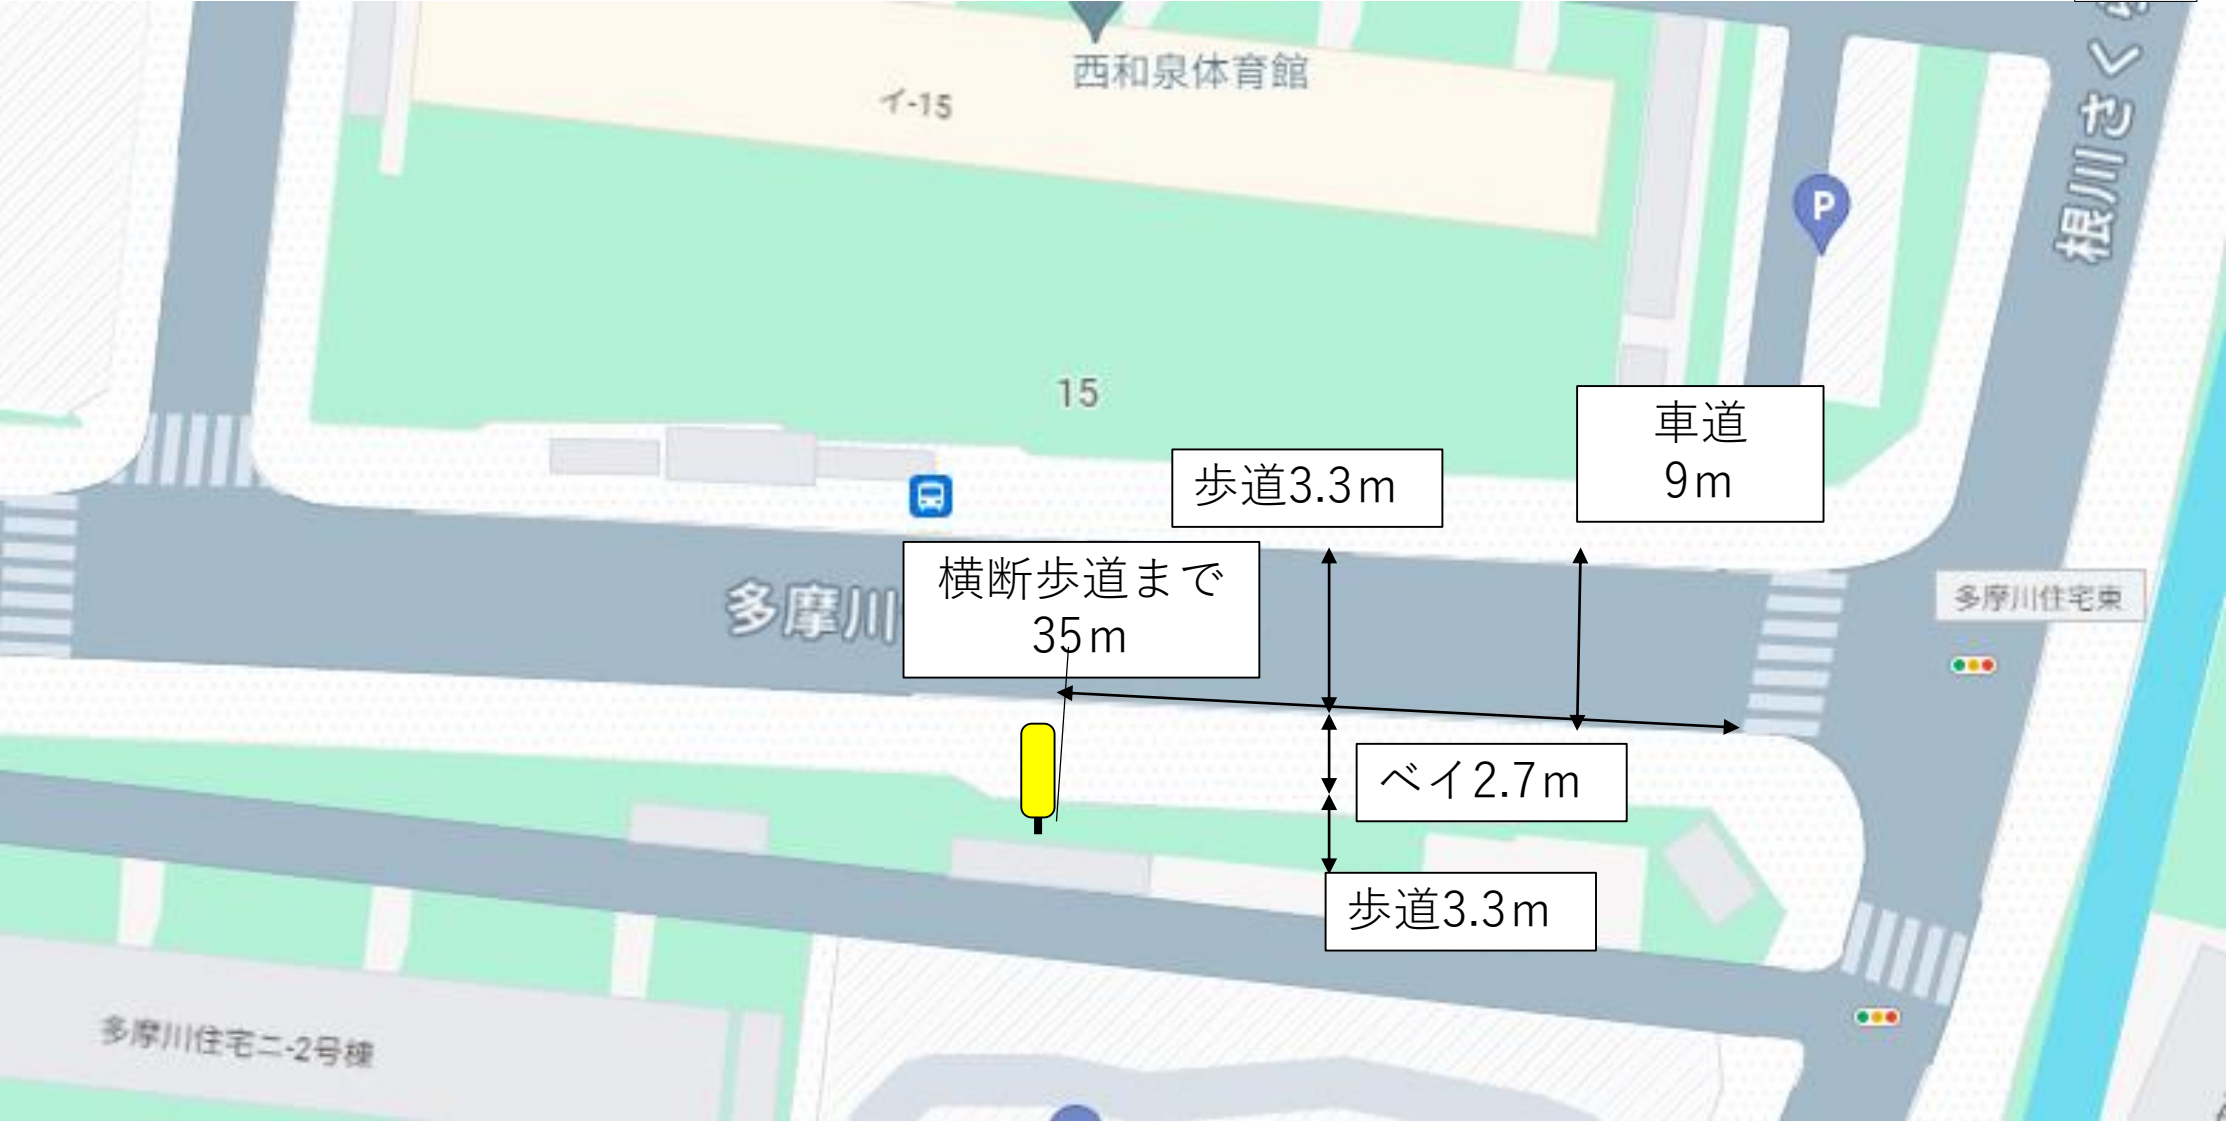 西和泉体育館
イ-15
P
根川さく
15
車道
9m
歩道3.3m
横断歩道まで
35m
多摩川
多摩川住宅東
ベイ2.7m
歩道3.3m
多摩川住宅ニ-2号棟